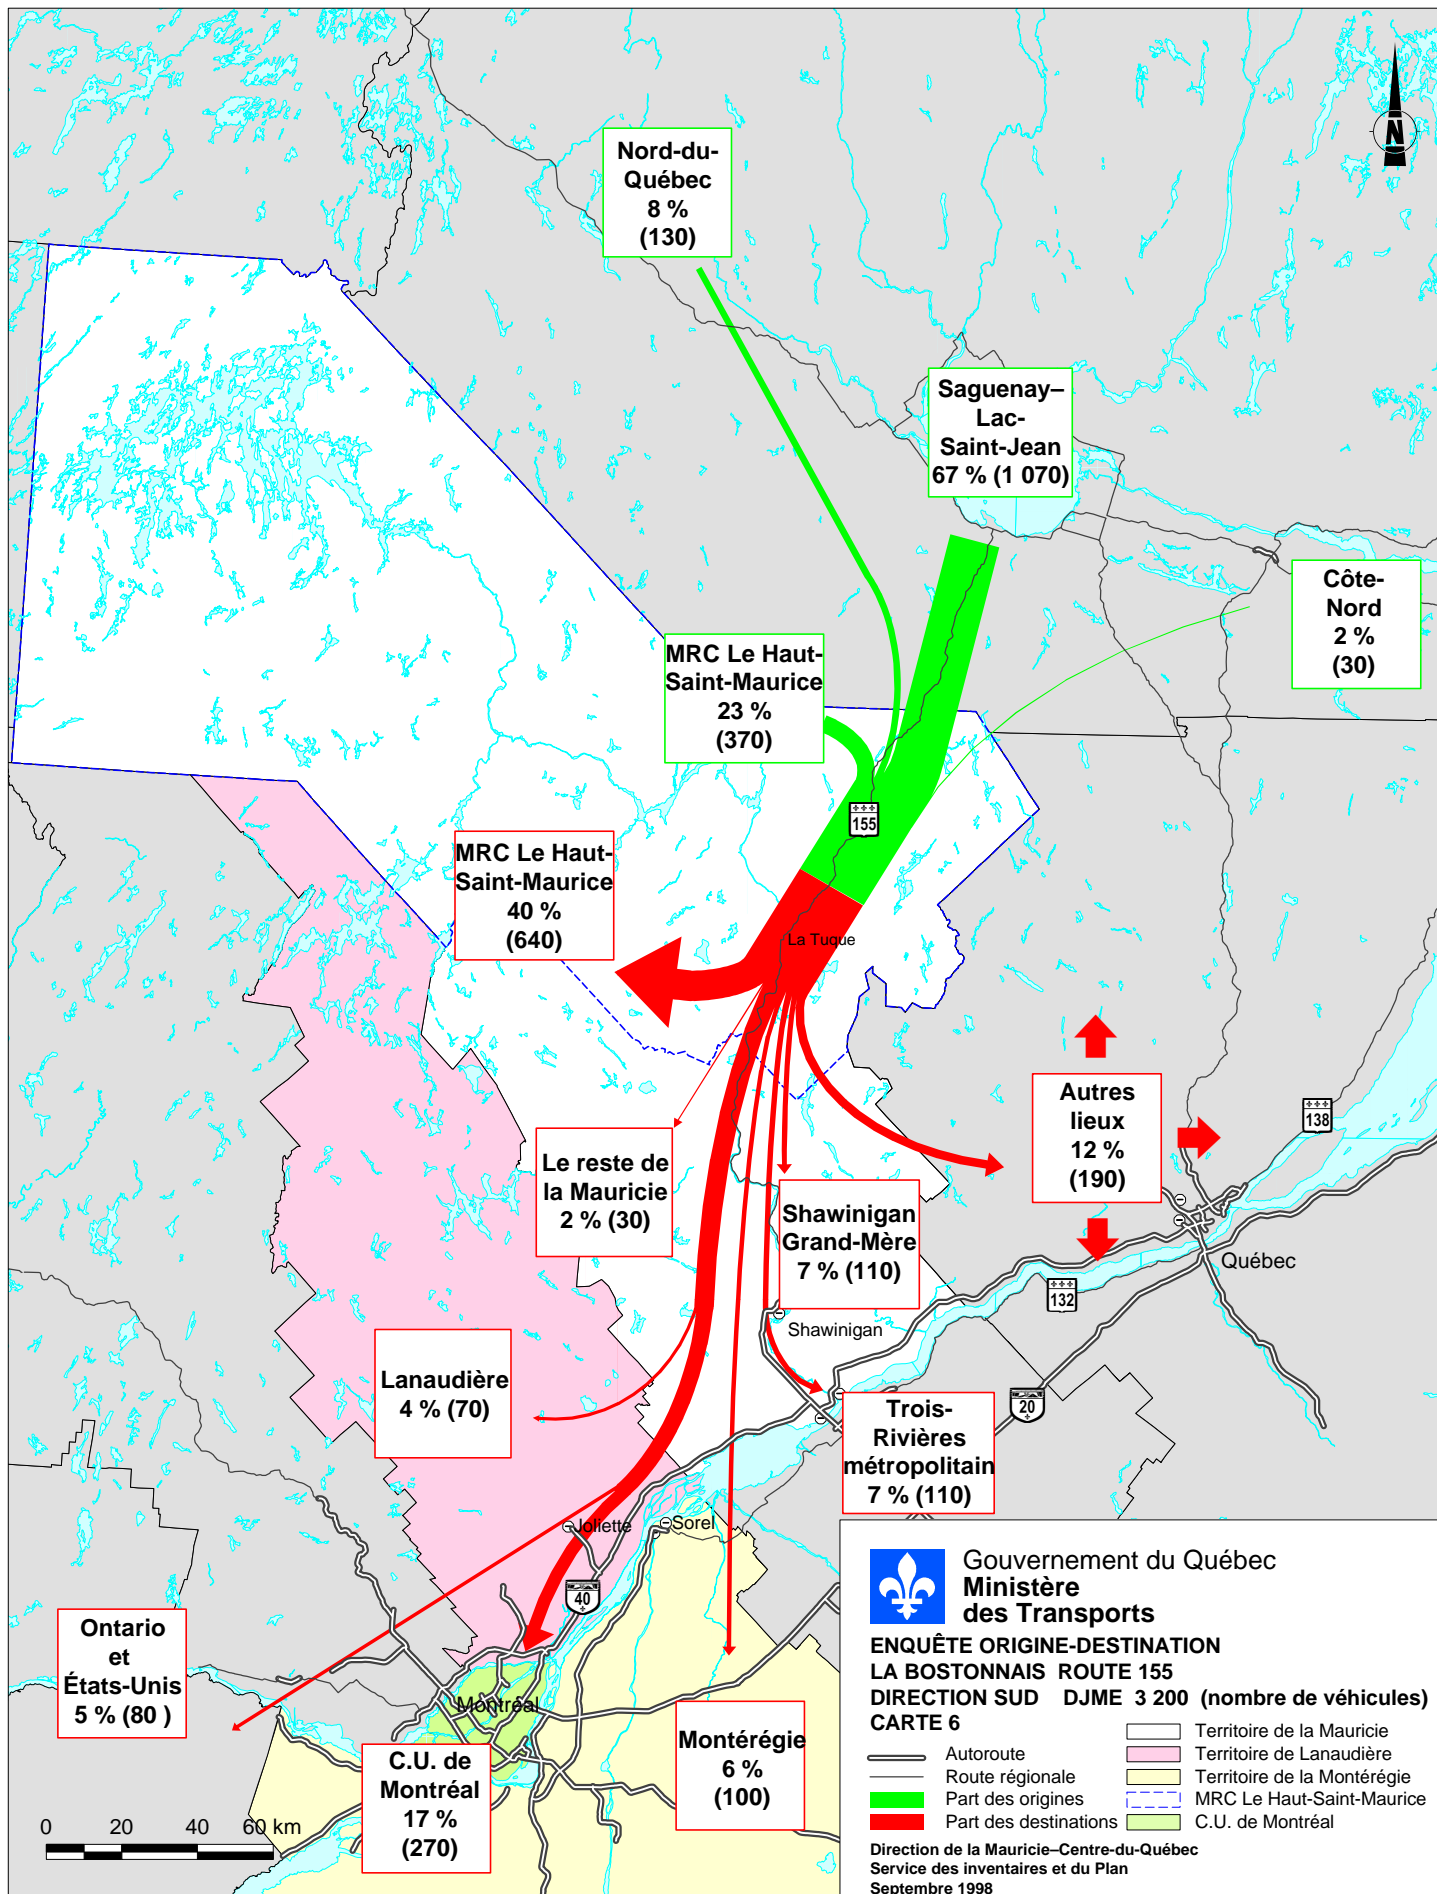 N
Nord-du-
Québec
8 %
(130)
Saguenay–
Lac-
Saint-Jean
67 % (1 070)
Côte-
Nord
2 %
(30)
MRC Le Haut-
Saint-Maurice
23 %
(370)
155
MRC Le Haut-
Saint-Maurice
40 %
(640)
La Tuque
Autres
lieux
12 %
(190)
138
Le reste de
la Mauricie
2 % (30)
Shawinigan
Grand-Mère
7 % (110)
Québec
132
Shawinigan
Lanaudière
4 % (70)
20
Trois-
Rivières
métropolitain
7 % (110)
Joliette
Sorel
40
Ontario
et
États-Unis
5 % (80 )
Montréal
C.U. de
Montréal
17 %
(270)
Montérégie
6 %
(100)
0 20 40 60 km
Gouvernement du Québec
Ministère
des Transports
ENQUÊTE ORIGINE-DESTINATION
LA BOSTONNAIS ROUTE 155
DIRECTION SUD DJME 3 200 (nombre de véhicules)
CARTE 6
Autoroute
Route régionale
Part des origines
Part des destinations
Territoire de la Mauricie
Territoire de Lanaudière
Territoire de la Montérégie
MRC Le Haut-Saint-Maurice
C.U. de Montréal
Direction de la Mauricie–Centre-du-Québec
Service des inventaires et du Plan
Septembre 1998